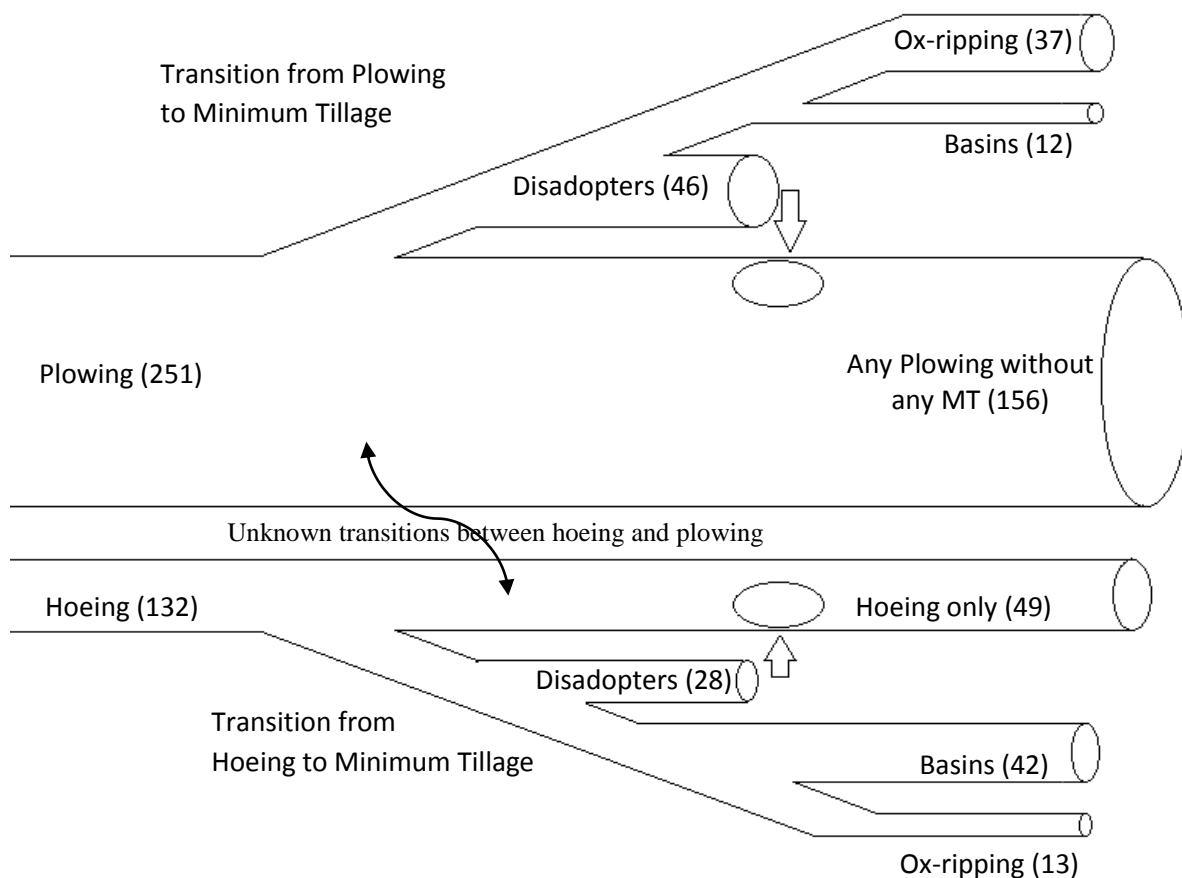 Ox-ripping (37)
Transition from Plowing
to Minimum Tillage
Basins (12)
Disadopters (46)
Plowing (251)
Any Plowing without
any MT (156)
Unknown transitions between hoeing and plowing
Hoeing (132)
Hoeing only (49)
Disadopters (28)
Transition from
Hoeing to Minimum Tillage
Basins (42)
Ox-ripping (13)